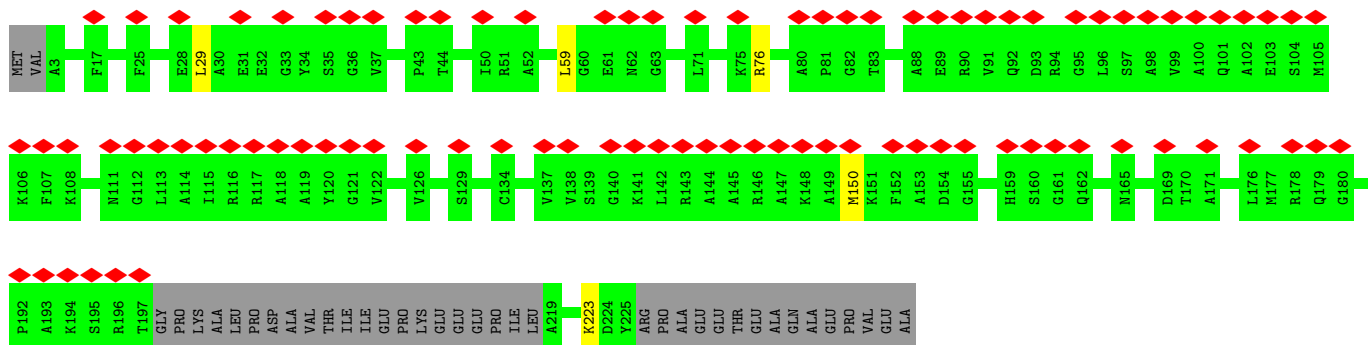 MET VAL A3 F17 F25 E28 L29 A30 E31 E32 G33 Y34 S35 G36 V37 P43 T44 I50 R51 A52 L59 G60 E61 N62 G63 L71 K75 R76 A80 P81 G82 T83 A88 E89 R90 V91 Q92 D93 R94 G95 L96 S97 A98 V99 A100 Q101 A102 E103 S104 M105
K106 F107 K108 N111 G112 L113 A114 I115 R116 R117 A118 A119 Y120 G121 V122 V126 S129 C134 V137 V138 S139 G140 K141 L142 R143 A144 A145 R146 A147 K148 A149 M150 K151 F152 A153 D154 G155 H159 S160 G161 Q162 N165 D169 T170 A171 L176 M177 R178 Q179 G180
P192 A193 K194 S195 R196 T197 GLY PRO LYS ALA LEU PRO ASP ALA VAL THR ILE ILE GLU PRO LYS GLU GLU GLU PRO ILE LEU A219 K223 D224 Y225 ARG PRO ALA GLU GLU THR GLU ALA GLN ALA GLU PRO VAL GLU ALA